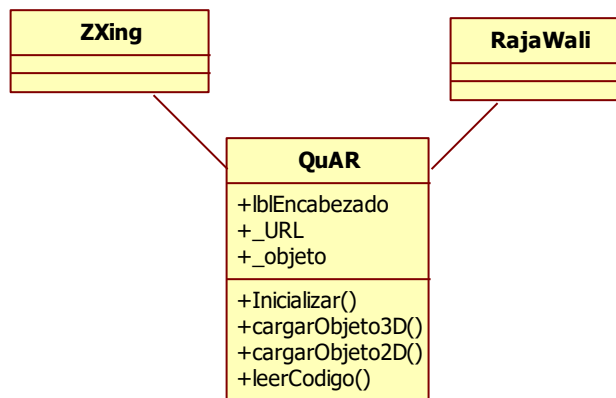 ZXing
RajaWali
QuAR
+lblEncabezado
+_URL
+_objeto
+Inicializar()
+cargarObjeto3D()
+cargarObjeto2D()
+leerCodigo()